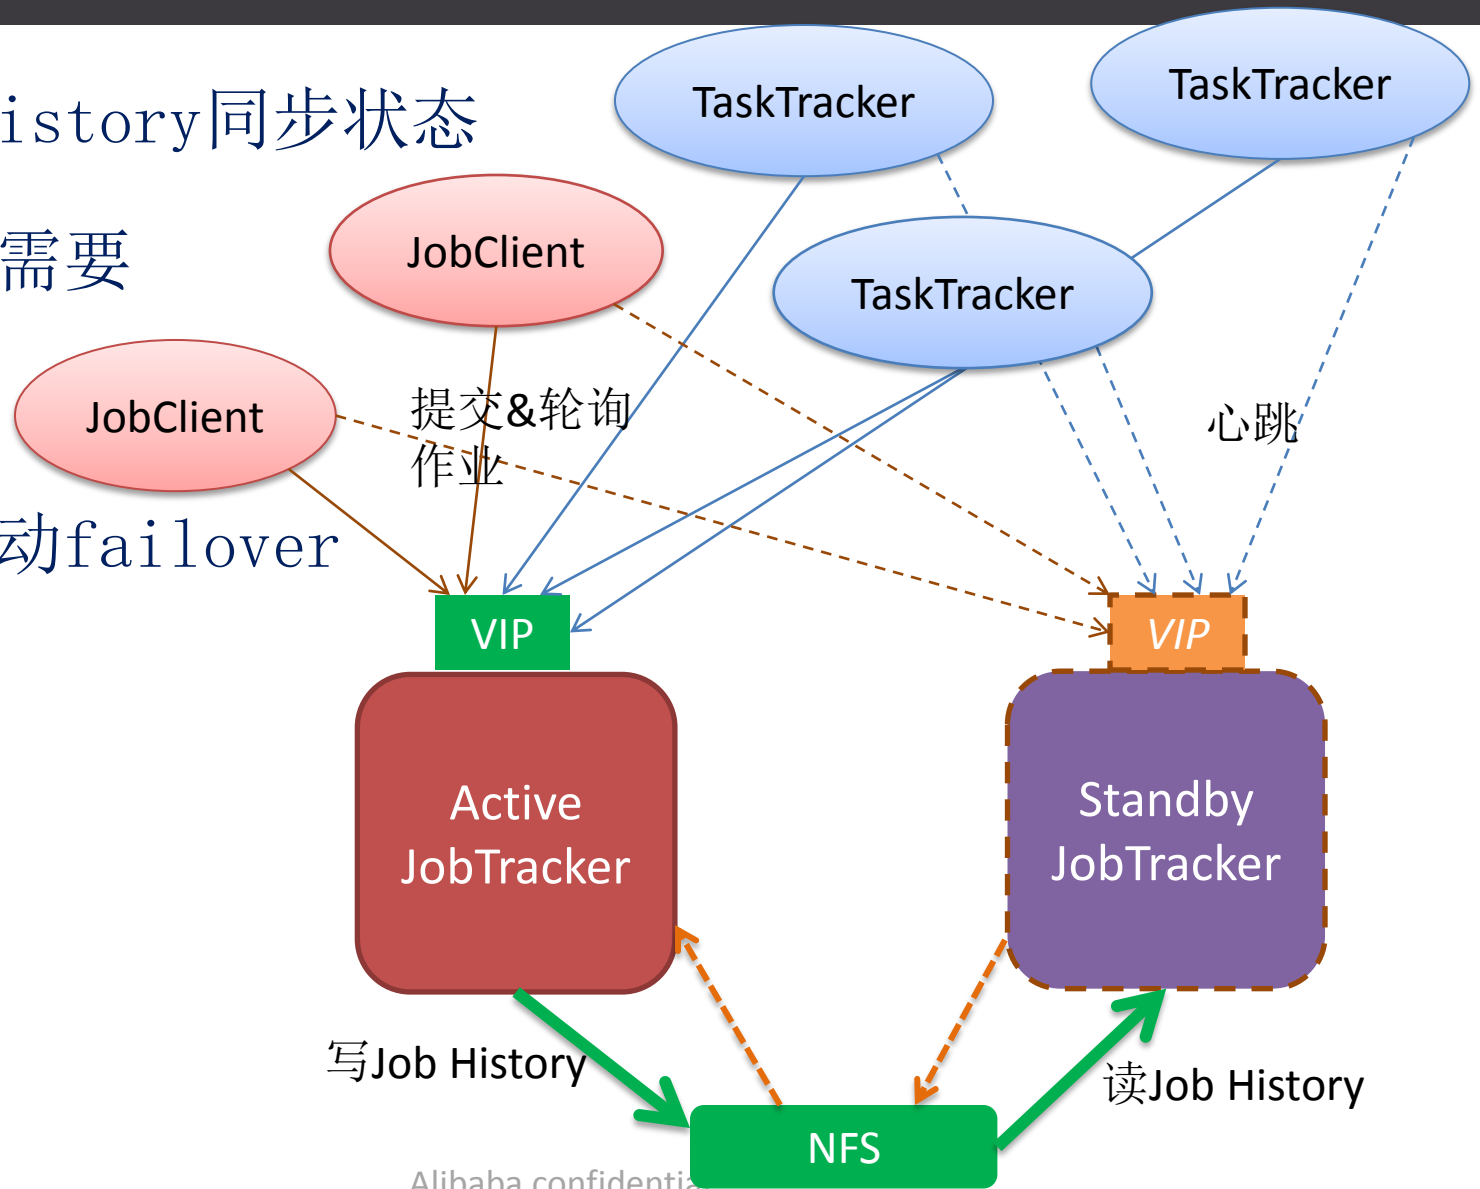 istory同步状态
需要
动failover
TaskTracker
TaskTracker
JobClient
TaskTracker
JobClient
提交&轮询
作业
心跳
VIP
VIP
Active
JobTracker
Standby
JobTracker
写Job History
读Job History
NFS
Alibaba confidentia